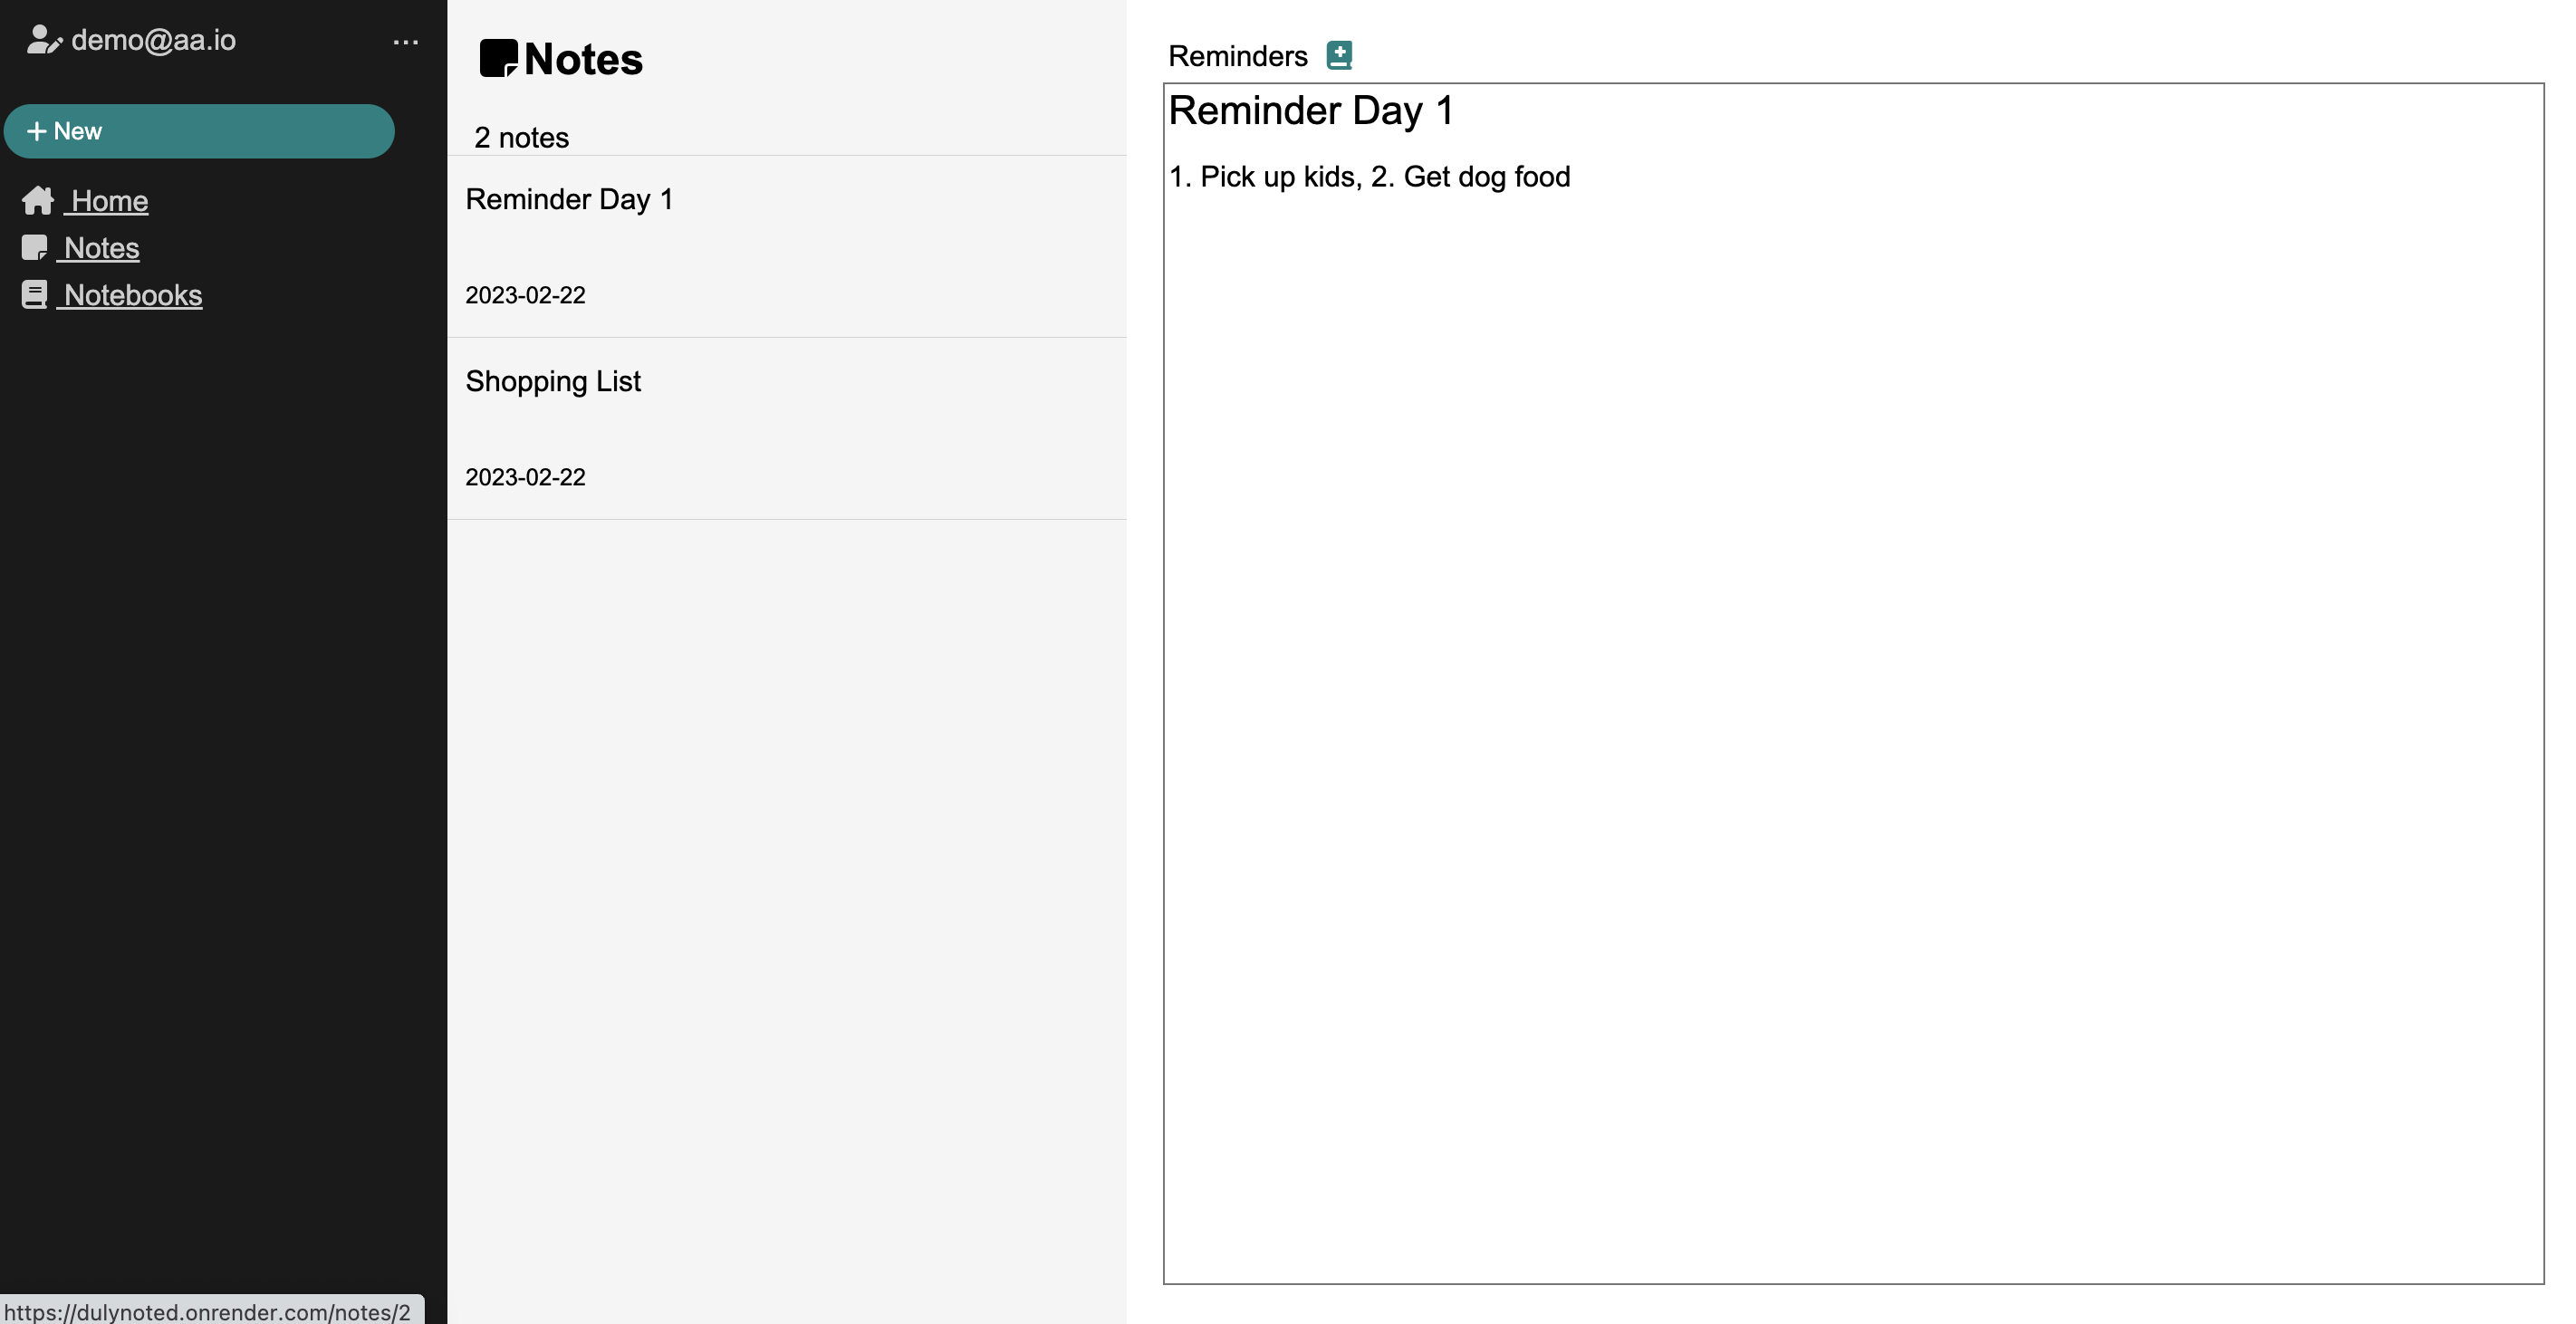 demo@aa.io ...
+ New
Home
Notes
Notebooks
Notes
2 notes
Reminder Day 1
2023-02-22
Shopping List
2023-02-22
Reminders
Reminder Day 1
1. Pick up kids, 2. Get dog food
https://dulynoted.onrender.com/notes/2